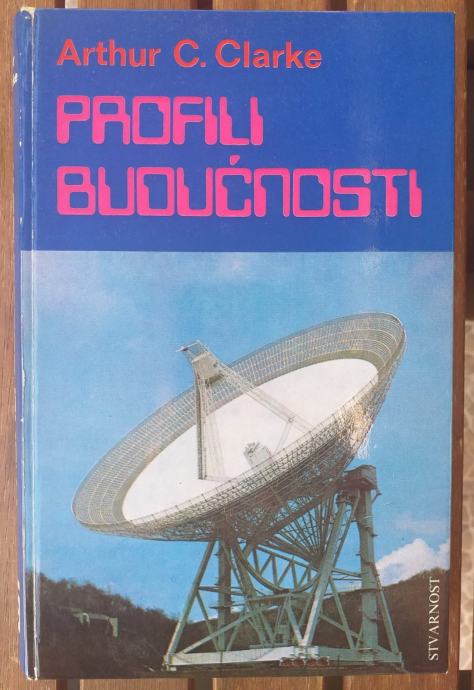 Arthur C. Clarke
PROFILI
BUDUĆNOSTI
STVARNOST